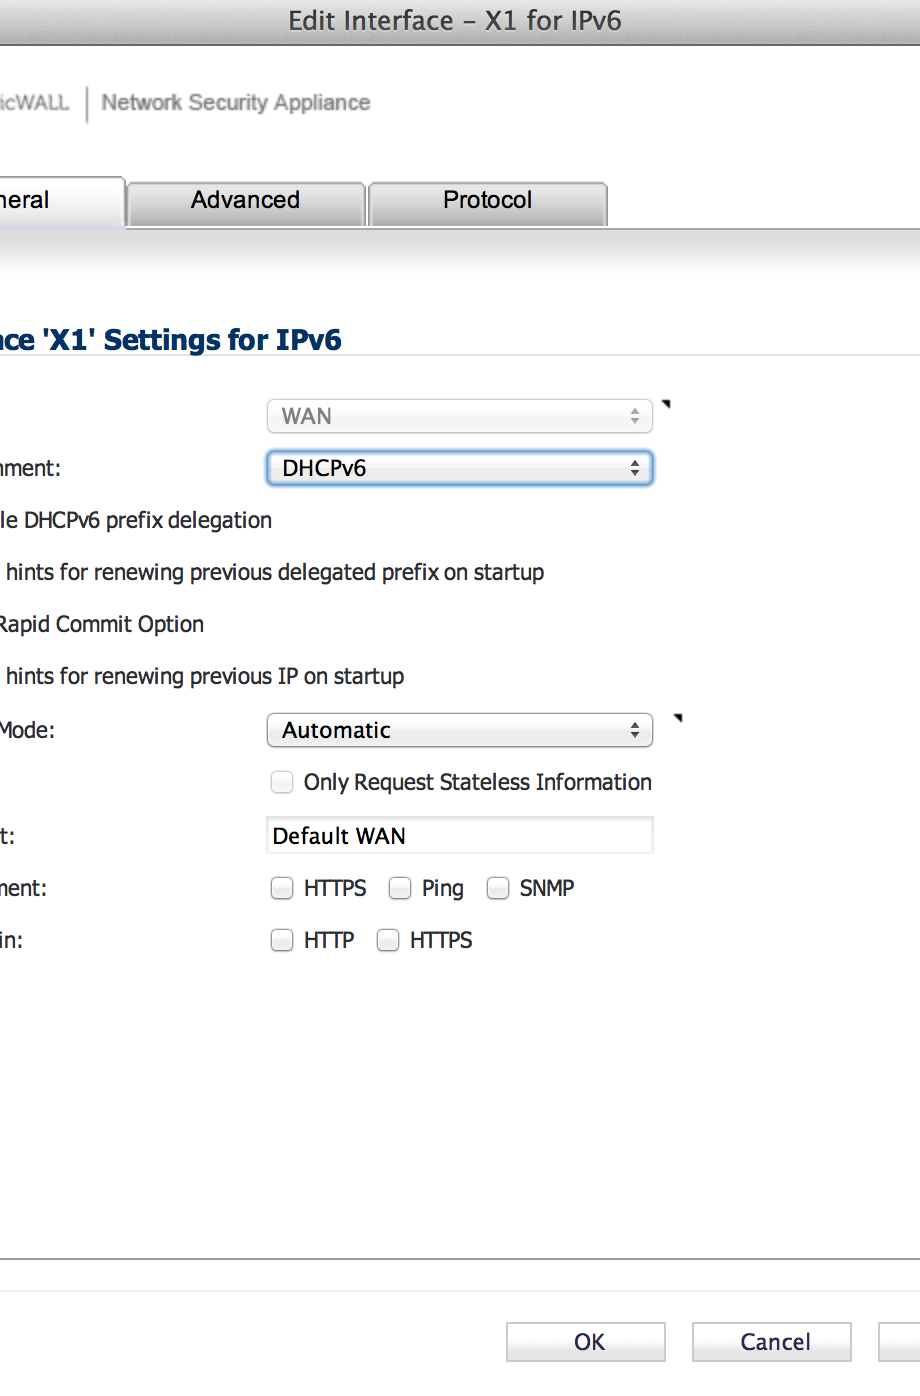 Edit Interface – X1 for IPv6
icWALL | Network Security Appliance
neral Advanced Protocol
ace 'X1' Settings for IPv6
WAN
nment: DHCPv6
le DHCPv6 prefix delegation
hints for renewing previous delegated prefix on startup
Rapid Commit Option
hints for renewing previous IP on startup
Mode: Automatic
Only Request Stateless Information
t: Default WAN
ment: HTTPS Ping SNMP
in: HTTP HTTPS
OK Cancel